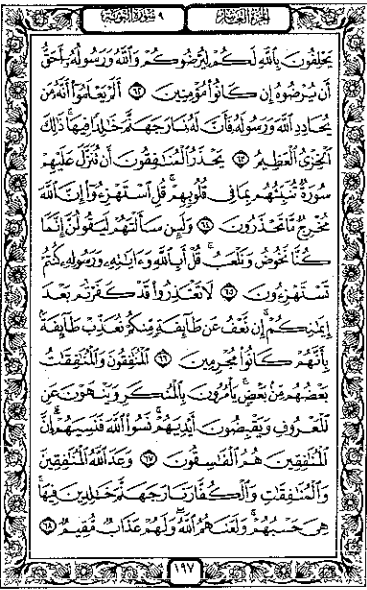 الجزء العاشر ٩ سورة التوبة
يَحْلِفُونَ بِٱللَّهِ لَكُمْ لِيُرْضُوكُمْ وَٱللَّهُ وَرَسُولُهُۥٓ أَحَقُّ
أَن يُرْضُوهُ إِن كَانُوا۟ مُؤْمِنِينَ ٦٢ أَلَمْ يَعْلَمُوٓا۟ أَنَّهُۥ مَن
يُحَادِدِ ٱللَّهَ وَرَسُولَهُۥ فَأَنَّ لَهُۥ نَارَ جَهَنَّمَ خَٰلِدًا فِيهَا ۚ ذَٰلِكَ
ٱلْخِزْىُ ٱلْعَظِيمُ ٦٣ يَحْذَرُ ٱلْمُنَٰفِقُونَ أَن تُنَزَّلَ عَلَيْهِمْ
سُورَةٌ تُنَبِّئُهُم بِمَا فِى قُلُوبِهِمْ ۚ قُلِ ٱسْتَهْزِءُوٓا۟ إِنَّ ٱللَّهَ
مُخْرِجٌ مَّا تَحْذَرُونَ ٦٤ وَلَئِن سَأَلْتَهُمْ لَيَقُولُنَّ إِنَّمَا
كُنَّا نَخُوضُ وَنَلْعَبُ ۚ قُلْ أَبِٱللَّهِ وَءَايَٰتِهِۦ وَرَسُولِهِۦ كُنتُمْ
تَسْتَهْزِءُونَ ٦٥ لَا تَعْتَذِرُوا۟ قَدْ كَفَرْتُم بَعْدَ
إِيمَٰنِكُمْ ۚ إِن نَّعْفُ عَن طَآئِفَةٍ مِّنكُمْ نُعَذِّبْ طَآئِفَةًۢ
بِأَنَّهُمْ كَانُوا۟ مُجْرِمِينَ ٦٦ ٱلْمُنَٰفِقُونَ وَٱلْمُنَٰفِقَٰتُ
بَعْضُهُم مِّنۢ بَعْضٍ ۚ يَأْمُرُونَ بِٱلْمُنكَرِ وَيَنْهَوْنَ عَنِ
ٱلْمَعْرُوفِ وَيَقْبِضُونَ أَيْدِيَهُمْ ۚ نَسُوا۟ ٱللَّهَ فَنَسِيَهُمْ ۗ إِنَّ
ٱلْمُنَٰفِقِينَ هُمُ ٱلْفَٰسِقُونَ ٦٧ وَعَدَ ٱللَّهُ ٱلْمُنَٰفِقِينَ
وَٱلْمُنَٰفِقَٰتِ وَٱلْكُفَّارَ نَارَ جَهَنَّمَ خَٰلِدِينَ فِيهَا ۚ
هِىَ حَسْبُهُمْ ۚ وَلَعَنَهُمُ ٱللَّهُ ۖ وَلَهُمْ عَذَابٌ مُّقِيمٌ ٦٨
١٩٧